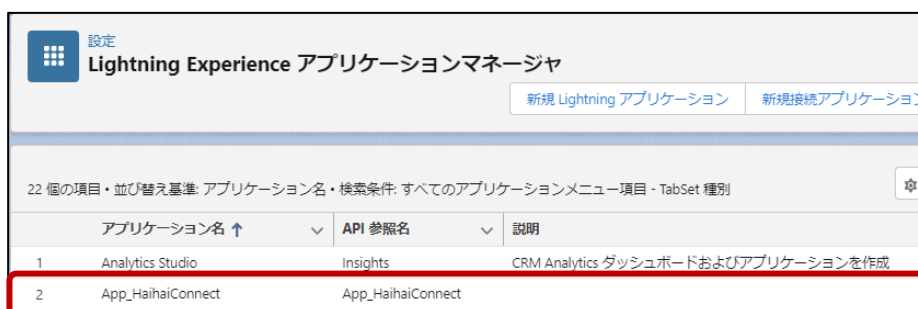 設定
Lightning Experience アプリケーションマネージャ
新規 Lightning アプリケーション 新規接続アプリケーション
22 個の項目・並び替え基準: アプリケーション名・検索条件: すべてのアプリケーションメニュー項目 - TabSet 種別
アプリケーション名 ↑ API 参照名 説明
1 Analytics Studio Insights CRM Analytics ダッシュボードおよびアプリケーションを作成
2 App_HaihaiConnect App_HaihaiConnect